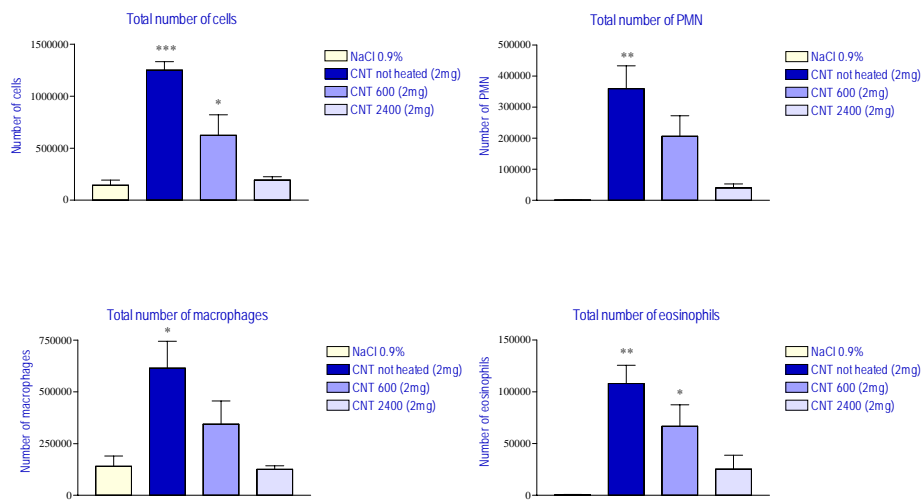 Total number of cells
Number of cells
1500000
1000000
500000
0
***
*
NaCl 0.9%
CNT not heated (2mg)
CNT 600 (2mg)
CNT 2400 (2mg)
Total number of PMN
Number of PMN
500000
400000
300000
200000
100000
0
**
NaCl 0.9%
CNT not heated (2mg)
CNT 600 (2mg)
CNT 2400 (2mg)
Total number of macrophages
Number of macrophages
750000
500000
250000
0
*
NaCl 0.9%
CNT not heated (2mg)
CNT 600 (2mg)
CNT 2400 (2mg)
Total number of eosinophils
Number of eosinophils
150000
100000
50000
0
**
*
NaCl 0.9%
CNT not heated (2mg)
CNT 600 (2mg)
CNT 2400 (2mg)